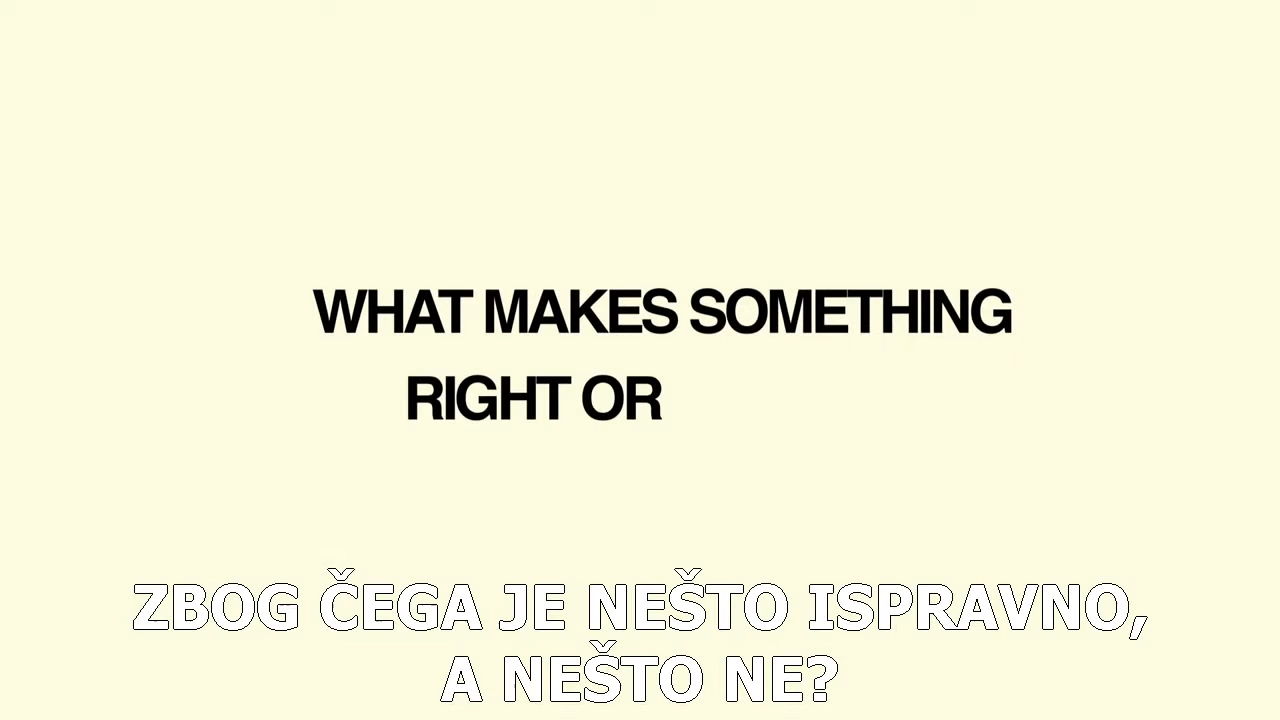 WHAT MAKES SOMETHING
RIGHT OR
ZBOG ČEGA JE NEŠTO ISPRAVNO,
A NEŠTO NE?